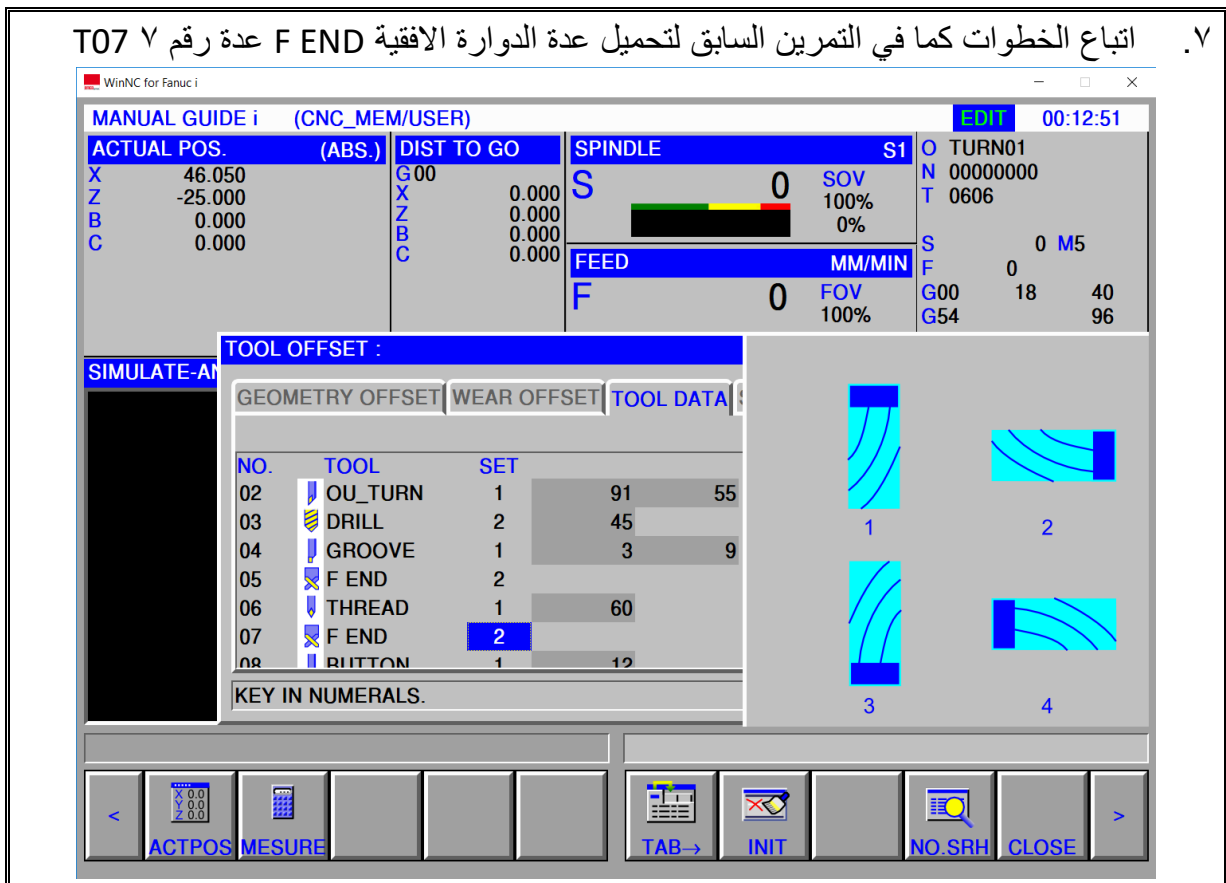 ٧. اتباع الخطوات كما في التمرين السابق لتحميل عدة الدوارة الافقية F END عدة رقم ٧ T07
WinNC for Fanuc i
MANUAL GUIDE i (CNC_MEM/USER) EDIT 00:12:51
ACTUAL POS. (ABS.)
X 46.050
Z -25.000
B 0.000
C 0.000
DIST TO GO
G00
X 0.000
Z 0.000
B 0.000
C 0.000
SPINDLE S1
S 0 SOV
100%
0%
FEED MM/MIN
F 0 FOV
100%
O TURN01
N 00000000
T 0606
S 0 M5
F 0
G00 18 40
G54 96
SIMULATE-AN
TOOL OFFSET :
GEOMETRY OFFSET WEAR OFFSET TOOL DATA
NO. TOOL SET
02 OU_TURN 1 91 55
03 DRILL 2 45
04 GROOVE 1 3 9
05 F END 2
06 THREAD 1 60
07 F END 2
08 BUTTON 1 12
KEY IN NUMERALS.
1 2
3 4
< ACTPOS MESURE TAB→ INIT NO.SRH CLOSE >